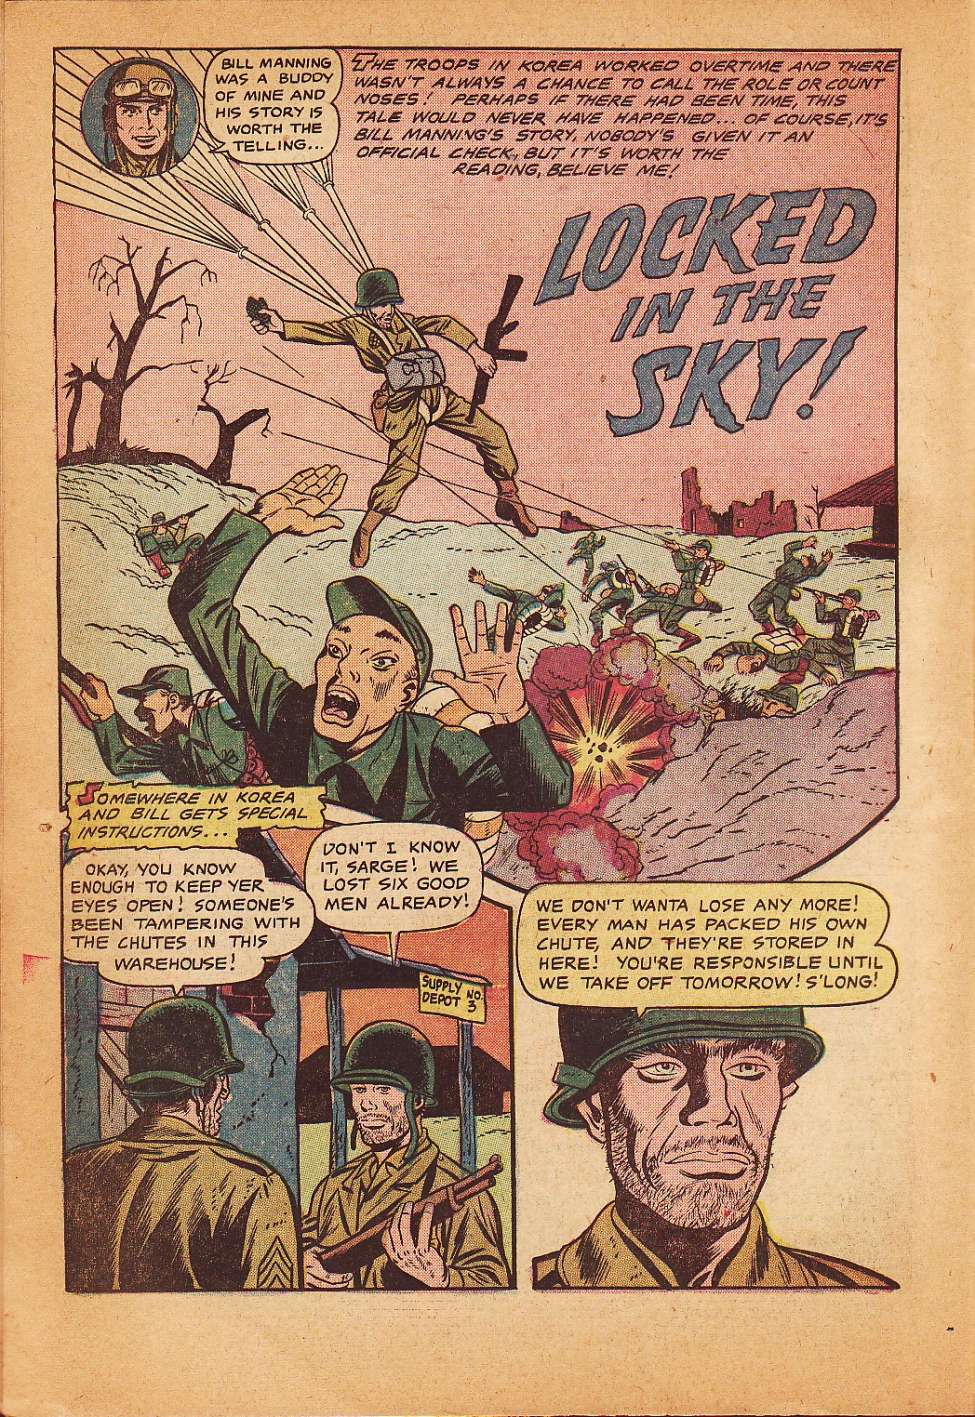 BILL MANNING
WAS A BUDDY
OF MINE AND
HIS STORY IS
WORTH THE
TELLING...
THE TROOPS IN KOREA WORKED OVERTIME AND THERE
WASN'T ALWAYS A CHANCE TO CALL THE ROLE OR COUNT
NOSES! PERHAPS IF THERE HAD BEEN TIME, THIS
TALE WOULD NEVER HAVE HAPPENED... OF COURSE, IT'S
BILL MANNING'S STORY. NOBODY'S GIVEN IT AN
OFFICIAL CHECK, BUT IT'S WORTH THE
READING, BELIEVE ME!
LOCKED
IN THE
SKY!
SOMEWHERE IN KOREA
AND BILL GETS SPECIAL
INSTRUCTIONS...
OKAY, YOU KNOW
ENOUGH TO KEEP YER
EYES OPEN! SOMEONE'S
BEEN TAMPERING WITH
THE CHUTES IN THIS
WAREHOUSE!
DON'T I KNOW
IT, SARGE! WE
LOST SIX GOOD
MEN ALREADY!
SUPPLY NO.
DEPOT 3
WE DON'T WANTA LOSE ANY MORE!
EVERY MAN HAS PACKED HIS OWN
CHUTE, AND THEY'RE STORED IN
HERE! YOU'RE RESPONSIBLE UNTIL
WE TAKE OFF TOMORROW! S'LONG!